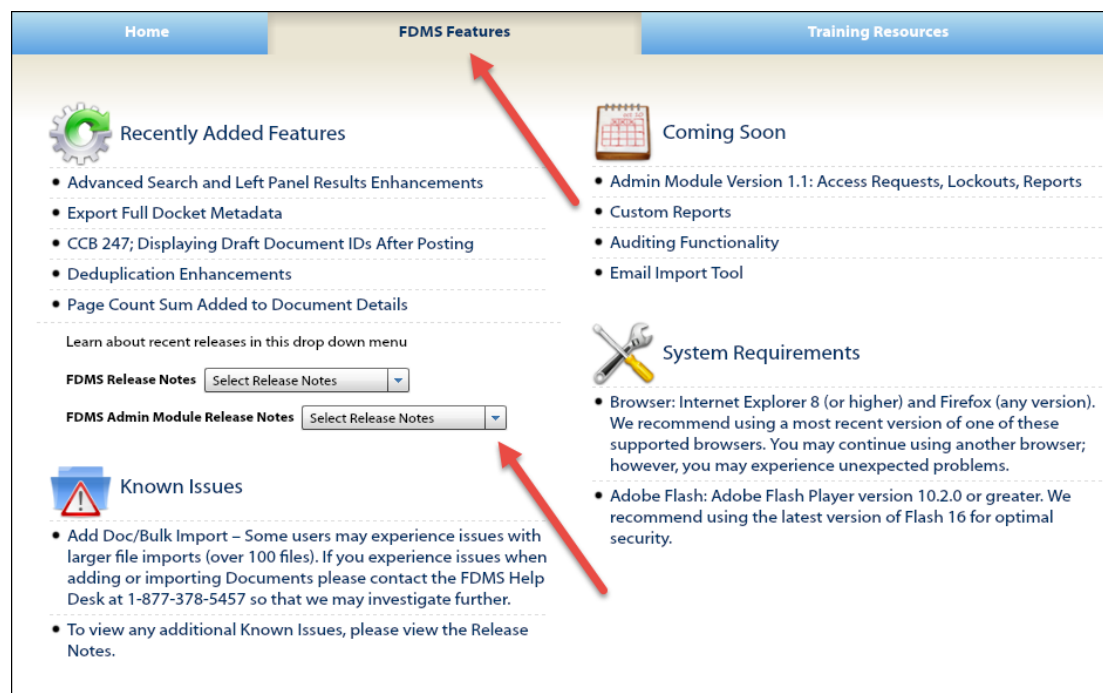 Home
FDMS Features
Training Resources
Recently Added Features
• Advanced Search and Left Panel Results Enhancements
• Export Full Docket Metadata
• CCB 247; Displaying Draft Document IDs After Posting
• Deduplication Enhancements
• Page Count Sum Added to Document Details
Learn about recent releases in this drop down menu
FDMS Release Notes Select Release Notes
FDMS Admin Module Release Notes Select Release Notes
Known Issues
• Add Doc/Bulk Import – Some users may experience issues with
larger file imports (over 100 files). If you experience issues when
adding or importing Documents please contact the FDMS Help
Desk at 1-877-378-5457 so that we may investigate further.
• To view any additional Known Issues, please view the Release
Notes.
Coming Soon
• Admin Module Version 1.1: Access Requests, Lockouts, Reports
• Custom Reports
• Auditing Functionality
• Email Import Tool
System Requirements
• Browser: Internet Explorer 8 (or higher) and Firefox (any version).
We recommend using a most recent version of one of these
supported browsers. You may continue using another browser;
however, you may experience unexpected problems.
• Adobe Flash: Adobe Flash Player version 10.2.0 or greater. We
recommend using the latest version of Flash 16 for optimal
security.